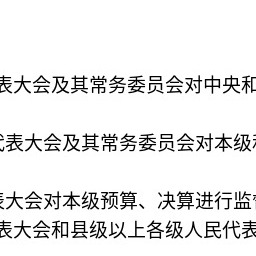 表大会及其常务委员会对中央和
代表大会及其常务委员会对本级
表大会对本级预算、决算进行监督
表大会和县级以上各级人民代表